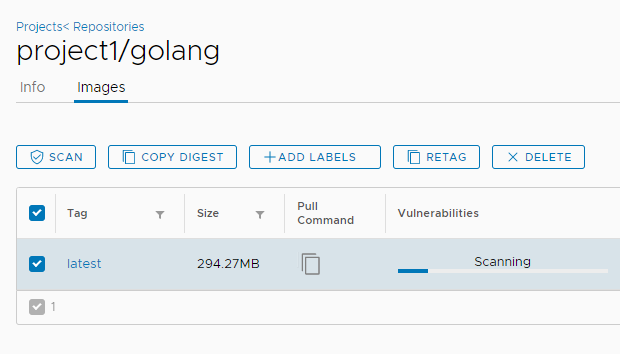 Projects< Repositories
project1/golang
Info Images
SCAN COPY DIGEST +ADD LABELS RETAG × DELETE
Tag Size Pull Command Vulnerabilities
latest 294.27MB Scanning
1